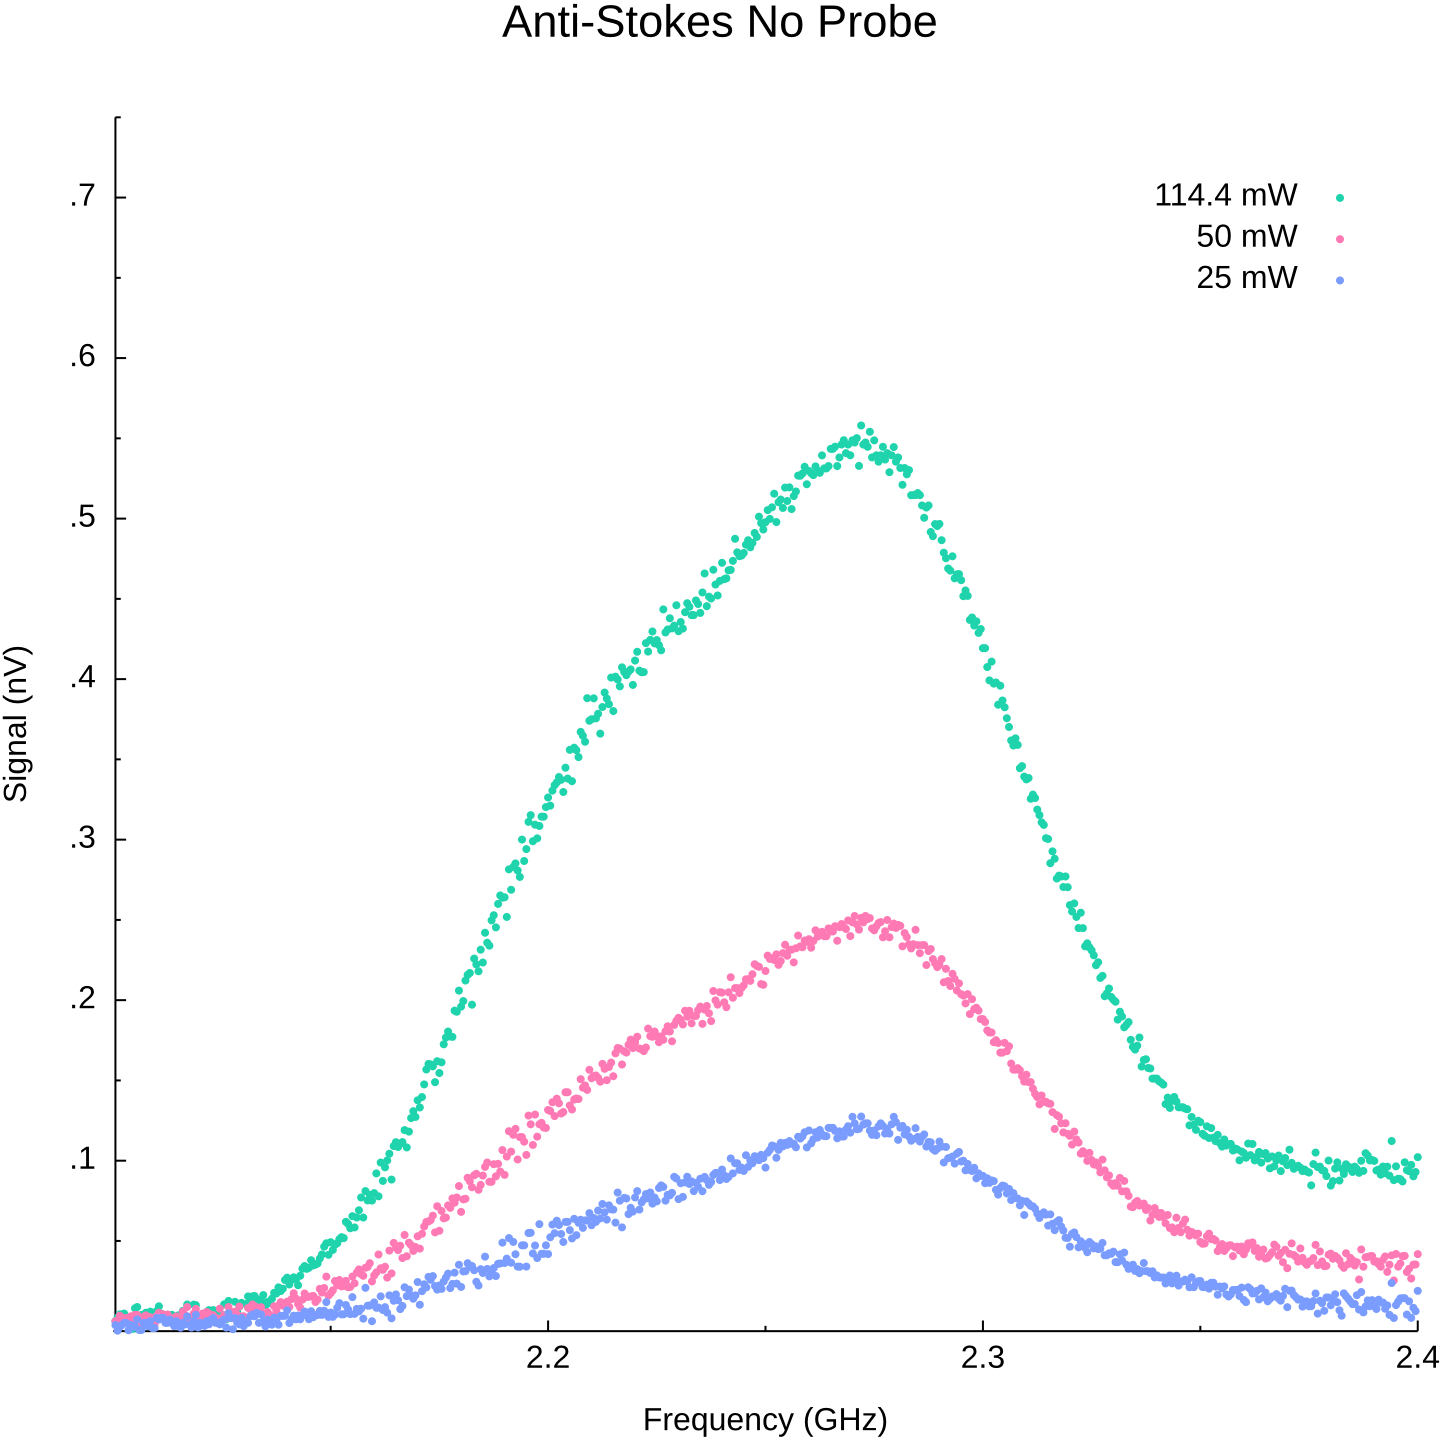 Anti-Stokes No Probe
114.4 mW
50 mW
25 mW
Signal (nV)
.7
.6
.5
.4
.3
.2
.1
2.2
2.3
2.4
Frequency (GHz)